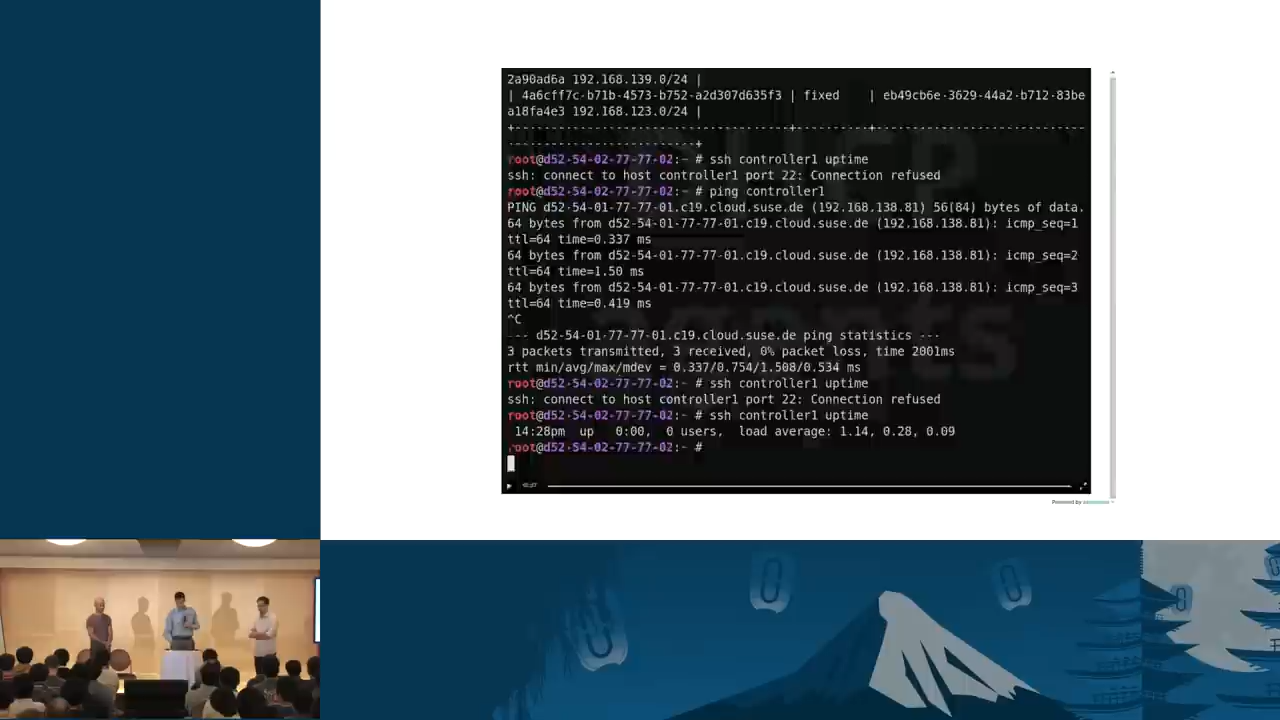 2a90ad6a 192.168.139.0/24 |
| 4a6cff7c-b71b-4573-b752-a2d307d635f3 | fixed    | eb49cb6e-3629-44a2-b712-83be
a18fa4e3 192.168.123.0/24 |
+--------------------------------------+----------+-----------------------------
--------------------------+
root@d52-54-02-77-77-02:~ # ssh controller1 uptime
ssh: connect to host controller1 port 22: Connection refused
root@d52-54-02-77-77-02:~ # ping controller1
PING d52-54-01-77-77-01.c19.cloud.suse.de (192.168.138.81) 56(84) bytes of data.
64 bytes from d52-54-01-77-77-01.c19.cloud.suse.de (192.168.138.81): icmp_seq=1
ttl=64 time=0.337 ms
64 bytes from d52-54-01-77-77-01.c19.cloud.suse.de (192.168.138.81): icmp_seq=2
ttl=64 time=1.50 ms
64 bytes from d52-54-01-77-77-01.c19.cloud.suse.de (192.168.138.81): icmp_seq=3
ttl=64 time=0.419 ms
^C
--- d52-54-01-77-77-01.c19.cloud.suse.de ping statistics ---
3 packets transmitted, 3 received, 0% packet loss, time 2001ms
rtt min/avg/max/mdev = 0.337/0.754/1.508/0.534 ms
root@d52-54-02-77-77-02:~ # ssh controller1 uptime
ssh: connect to host controller1 port 22: Connection refused
root@d52-54-02-77-77-02:~ # ssh controller1 uptime
 14:28pm  up   0:00,  0 users,  load average: 1.14, 0.28, 0.09
root@d52-54-02-77-77-02:~ #
Powered by